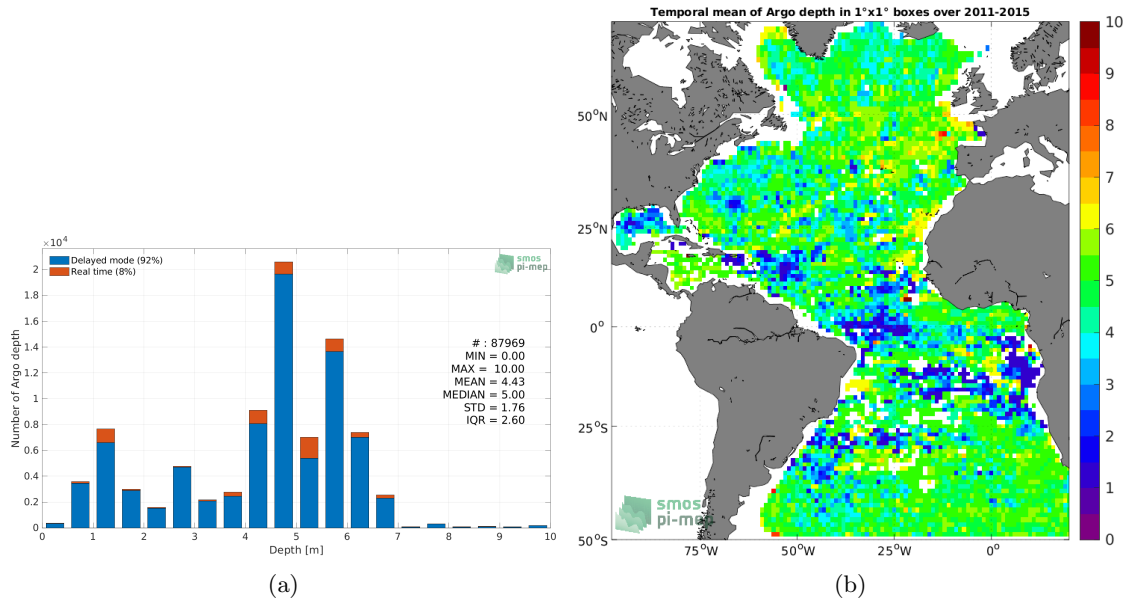 ×10⁴
2
1.8
1.6
1.4
1.2
1
0.8
0.6
0.4
0.2
0
Number of Argo depth
Delayed mode (92%)
Real time (8%)
smos
pi-mep
# : 87969
MIN = 0.00
MAX = 10.00
MEAN = 4.43
MEDIAN = 5.00
STD = 1.76
IQR = 2.60
0 1 2 3 4 5 6 7 8 9 10
Depth [m]
(a)
Temporal mean of Argo depth in 1°x1° boxes over 2011-2015
50°N
25°N
0°
25°S
50°S
75°W 50°W 25°W 0°
smos
pi-mep
10
9
8
7
6
5
4
3
2
1
0
(b)